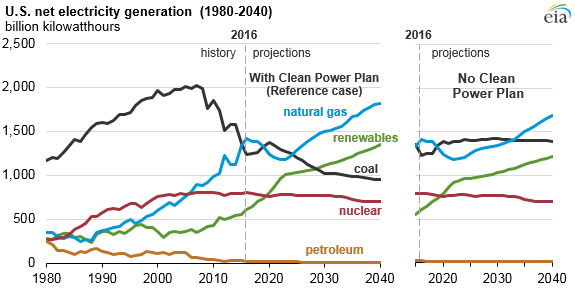 U.S. net electricity generation (1980-2040)
billion kilowatthours
eia
2,500
2,000
1,500
1,000
500
0
2016
history
projections
With Clean Power Plan
(Reference case)
natural gas
renewables
coal
nuclear
petroleum
1980
1990
2000
2010
2020
2030
2040
2016
projections
No Clean
Power Plan
2020
2030
2040